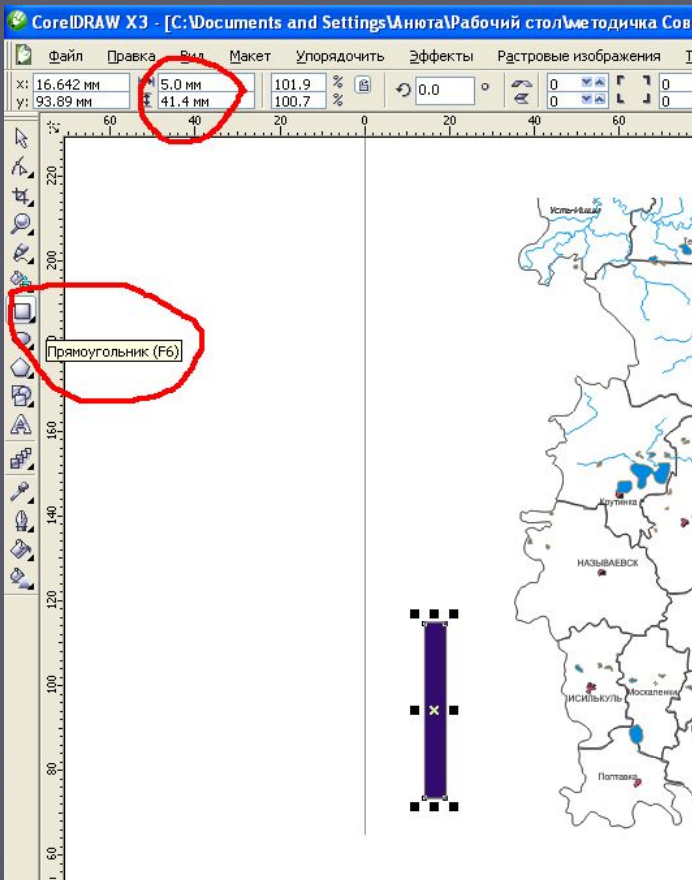 CorelDRAW X3 - [C:\Documents and Settings\Анюта\Рабочий стол\методичка Сов
Файл Правка Вид Макет Упорядочить Эффекты Растровые изображения
x: 16.642 мм 5.0 мм 101.9 % 0.0 ° 0 0
y: 93.89 мм 41.4 мм 100.7 % 0 0
60 40 20 0 20 40 60
220
Усть-Ишим
200
Прямоугольник (F6)
160
Крутинка
140
НАЗЫВАЕВСК
120
100
ИСИЛЬКУЛЬ Москаленки
80
Полтавка
60